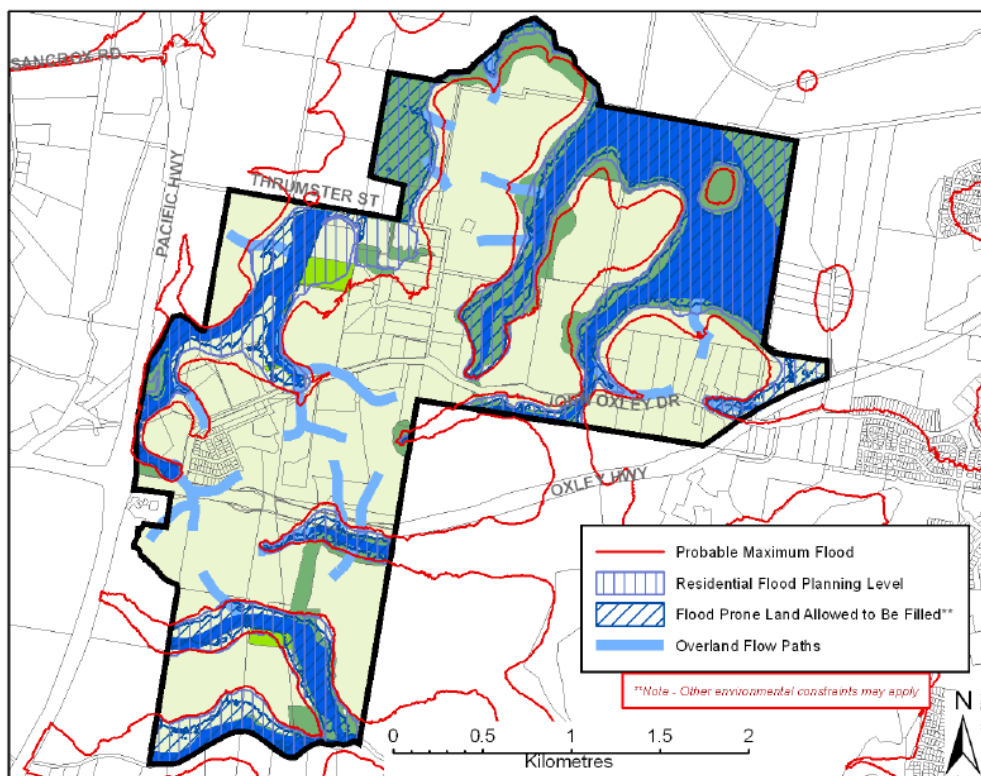 SANCROX RD
PACIFIC HWY
THRUMSTER ST
JOHN OXLEY DR
OXLEY HWY
Probable Maximum Flood
Residential Flood Planning Level
Flood Prone Land Allowed to Be Filled**
Overland Flow Paths
**Note - Other environmental constraints may apply
N
0 0.5 1 1.5 2
Kilometres